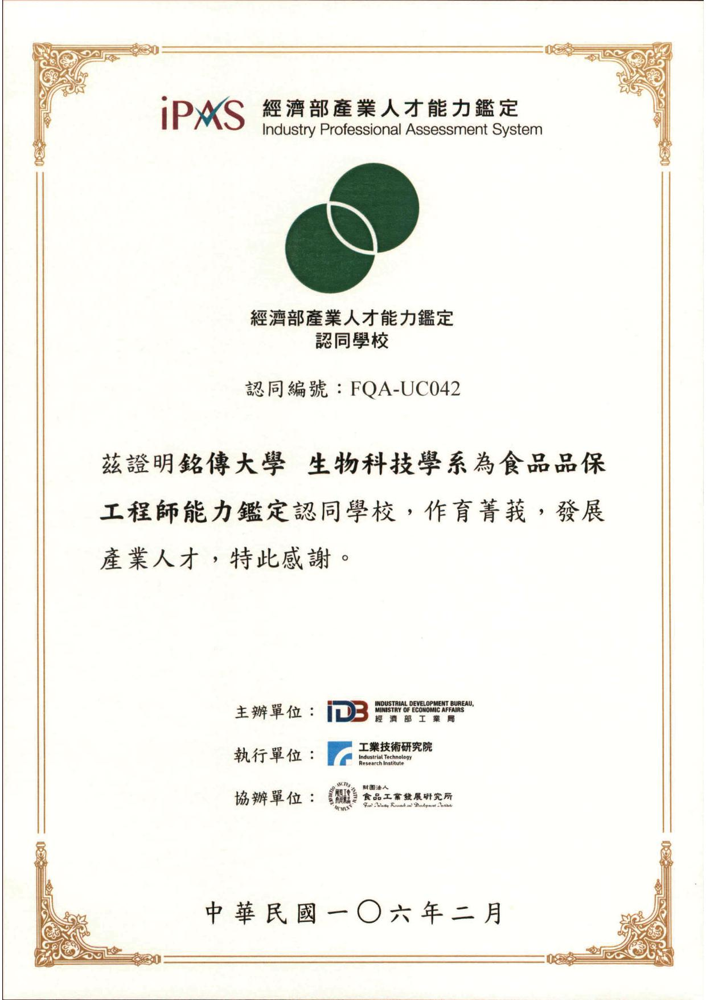 iPAS 經濟部產業人才能力鑑定
Industry Professional Assessment System
經濟部產業人才能力鑑定
認同學校
認同編號：FQA-UC042
茲證明銘傳大學 生物科技學系為食品品保
工程師能力鑑定認同學校，作育菁莪，發展
產業人才，特此感謝。
主辦單位： IDB INDUSTRIAL DEVELOPMENT BUREAU,
MINISTRY OF ECONOMIC AFFAIRS
經濟部工業局
執行單位： 工業技術研究院
Industrial Technology
Research Institute
協辦單位： 財團法人
食品工業發展研究所
Food Industry Research and Development Institute
中華民國一〇六年二月